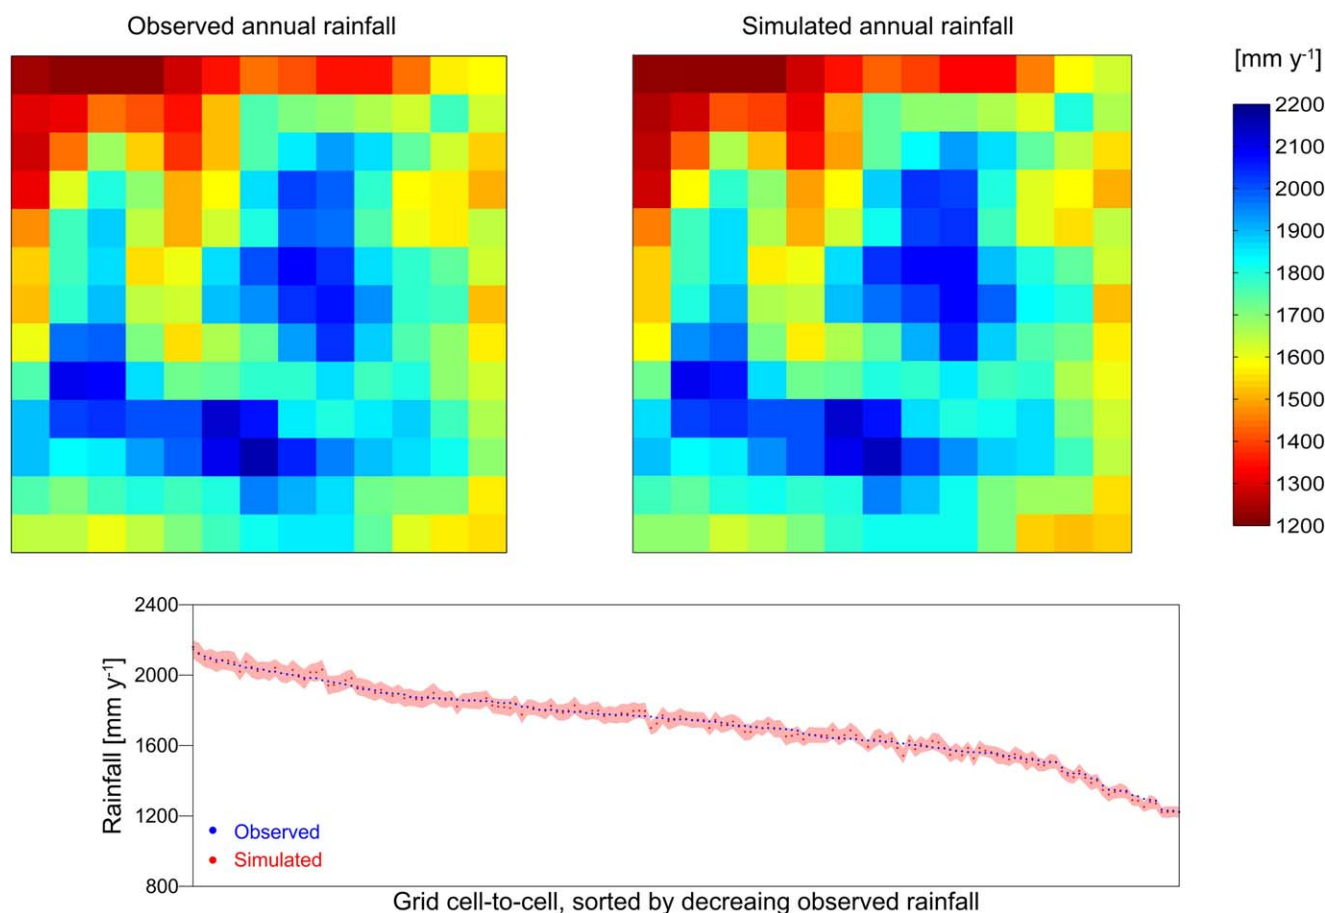 Observed annual rainfall
Simulated annual rainfall
[mm y⁻¹]
2200
2100
2000
1900
1800
1700
1600
1500
1400
1300
1200
2400
2000
1600
1200
800
Rainfall [mm y⁻¹]
Observed
Simulated
Grid cell-to-cell, sorted by decreaing observed rainfall